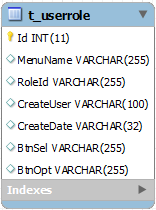 t_userrole
Id INT(11)
MenuName VARCHAR(255)
RoleId VARCHAR(255)
CreateUser VARCHAR(100)
CreateDate VARCHAR(32)
BtnSel VARCHAR(255)
BtnOpt VARCHAR(255)
Indexes